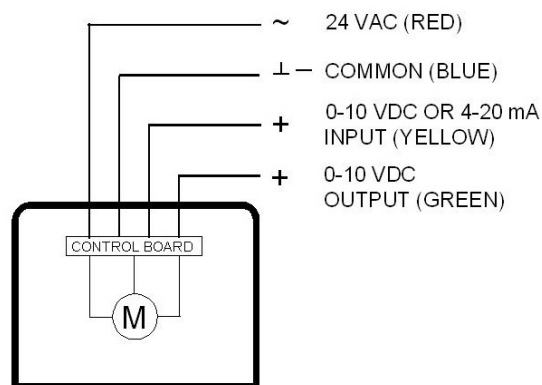 ~ 24 VAC (RED)
⊥ − COMMON (BLUE)
+ 0-10 VDC OR 4-20 mA
INPUT (YELLOW)
+ 0-10 VDC
OUTPUT (GREEN)
CONTROL BOARD
M